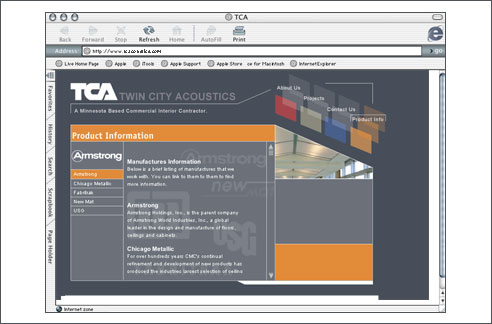 TCA
Back Forward Stop Refresh Home AutoFill Print
Address: http://www. go
Live Home Page Apple iTools Apple Support Apple Store ce for Macintosh InternetExplorer
Favorites
History
Search
Scrapbook
Page Holder
TCA TWIN CITY ACOUSTICS
A Minnesota Based Commercial Interior Contractor.
About Us
Projects
Contact Us
Product Info
Product Information
Armstrong
Armstrong
Chicago Metallic
Fabritrak
New Mat
USG
Manufactures Information
Below is a brief listing of manufactures that we
work with. You can link to them to them to find
more information.
Armstrong
Armstrong Holdings, Inc., is the parent company
of Armstrong World Industries, Inc., a global
leader in the design and manufacture of floors,
ceilings and cabinets.
Chicago Metallic
For over hundreds years CMC's continual
refinement and development of new products has
produced the industries largest selection of ceiling
Armstrong
new
USG
Internet zone